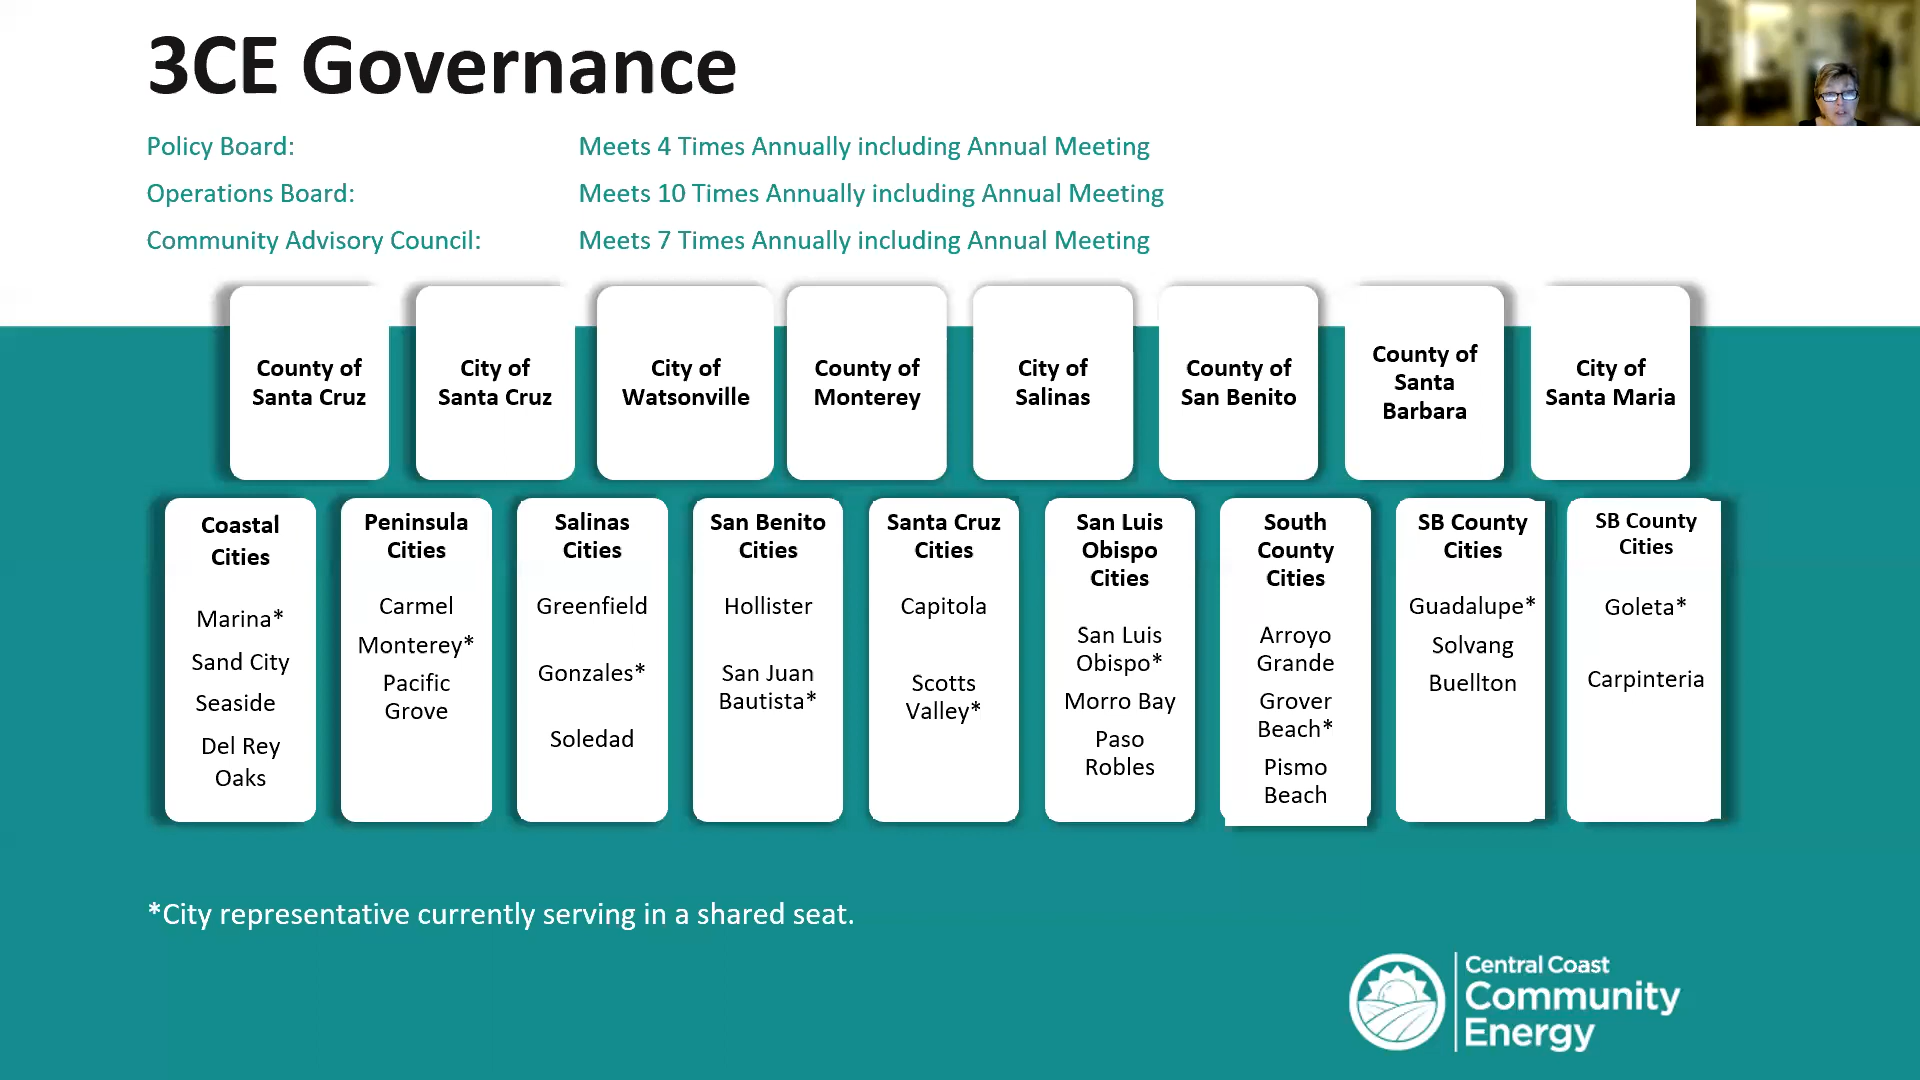 3CE Governance
Policy Board: Meets 4 Times Annually including Annual Meeting
Operations Board: Meets 10 Times Annually including Annual Meeting
Community Advisory Council: Meets 7 Times Annually including Annual Meeting
County of
Santa Cruz
City of
Santa Cruz
City of
Watsonville
County of
Monterey
City of
Salinas
County of
San Benito
County of
Santa
Barbara
City of
Santa Maria
Coastal
Cities
Marina*
Sand City
Seaside
Del Rey
Oaks
Peninsula
Cities
Carmel
Monterey*
Pacific
Grove
Salinas
Cities
Greenfield
Gonzales*
Soledad
San Benito
Cities
Hollister
San Juan
Bautista*
Santa Cruz
Cities
Capitola
Scotts
Valley*
San Luis
Obispo
Cities
San Luis
Obispo*
Morro Bay
Paso
Robles
South
County
Cities
Arroyo
Grande
Grover
Beach*
Pismo
Beach
SB County
Cities
Guadalupe*
Solvang
Buellton
SB County
Cities
Goleta*
Carpinteria
*City representative currently serving in a shared seat.
Central Coast
Community
Energy